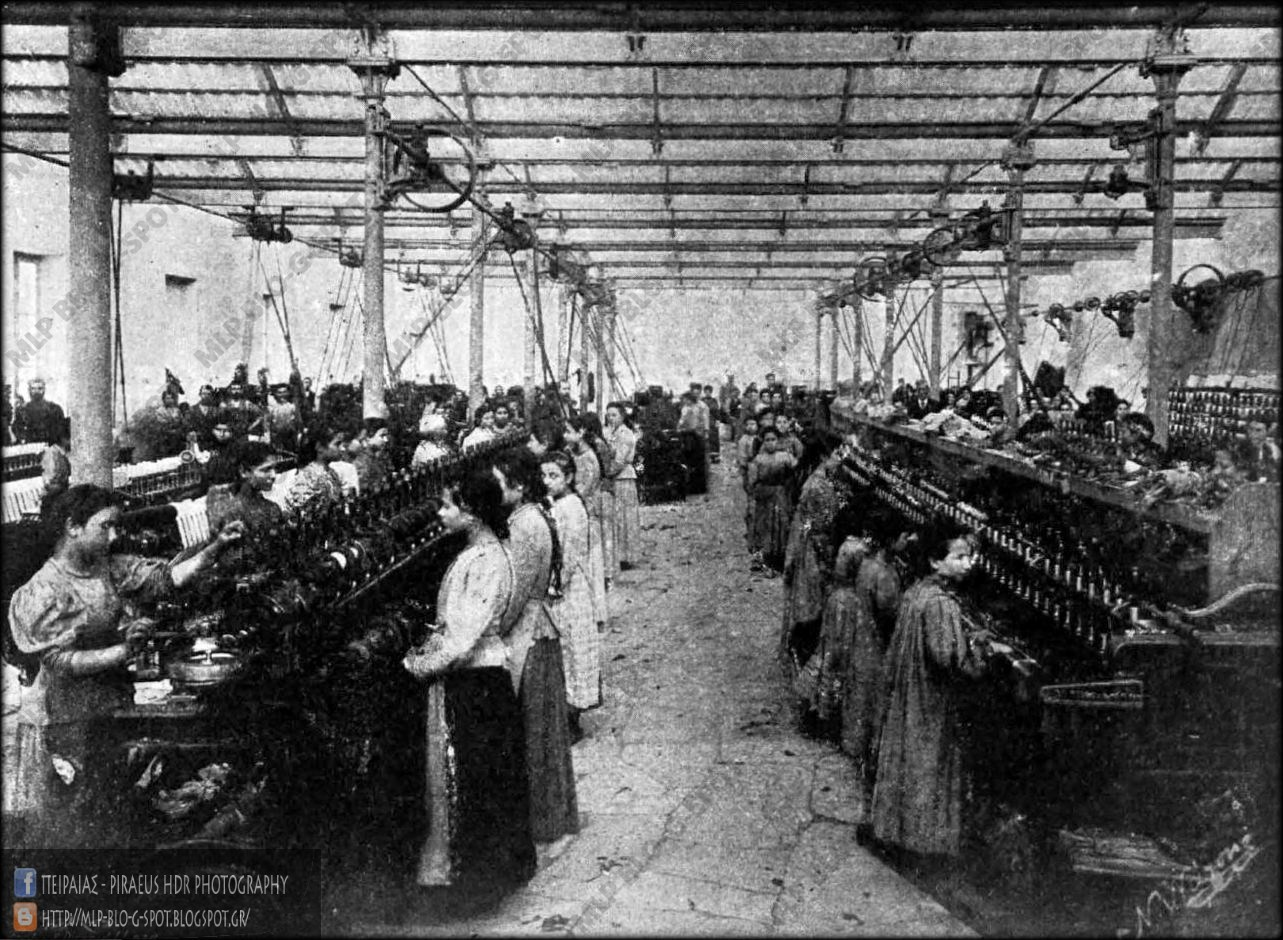 ΠΕΙΡΑΙΑΣ - PIRAEUS HDR PHOTOGRAPHY
HTTP://MLP-BLO-G-SPOT.BLOGSPOT.GR/